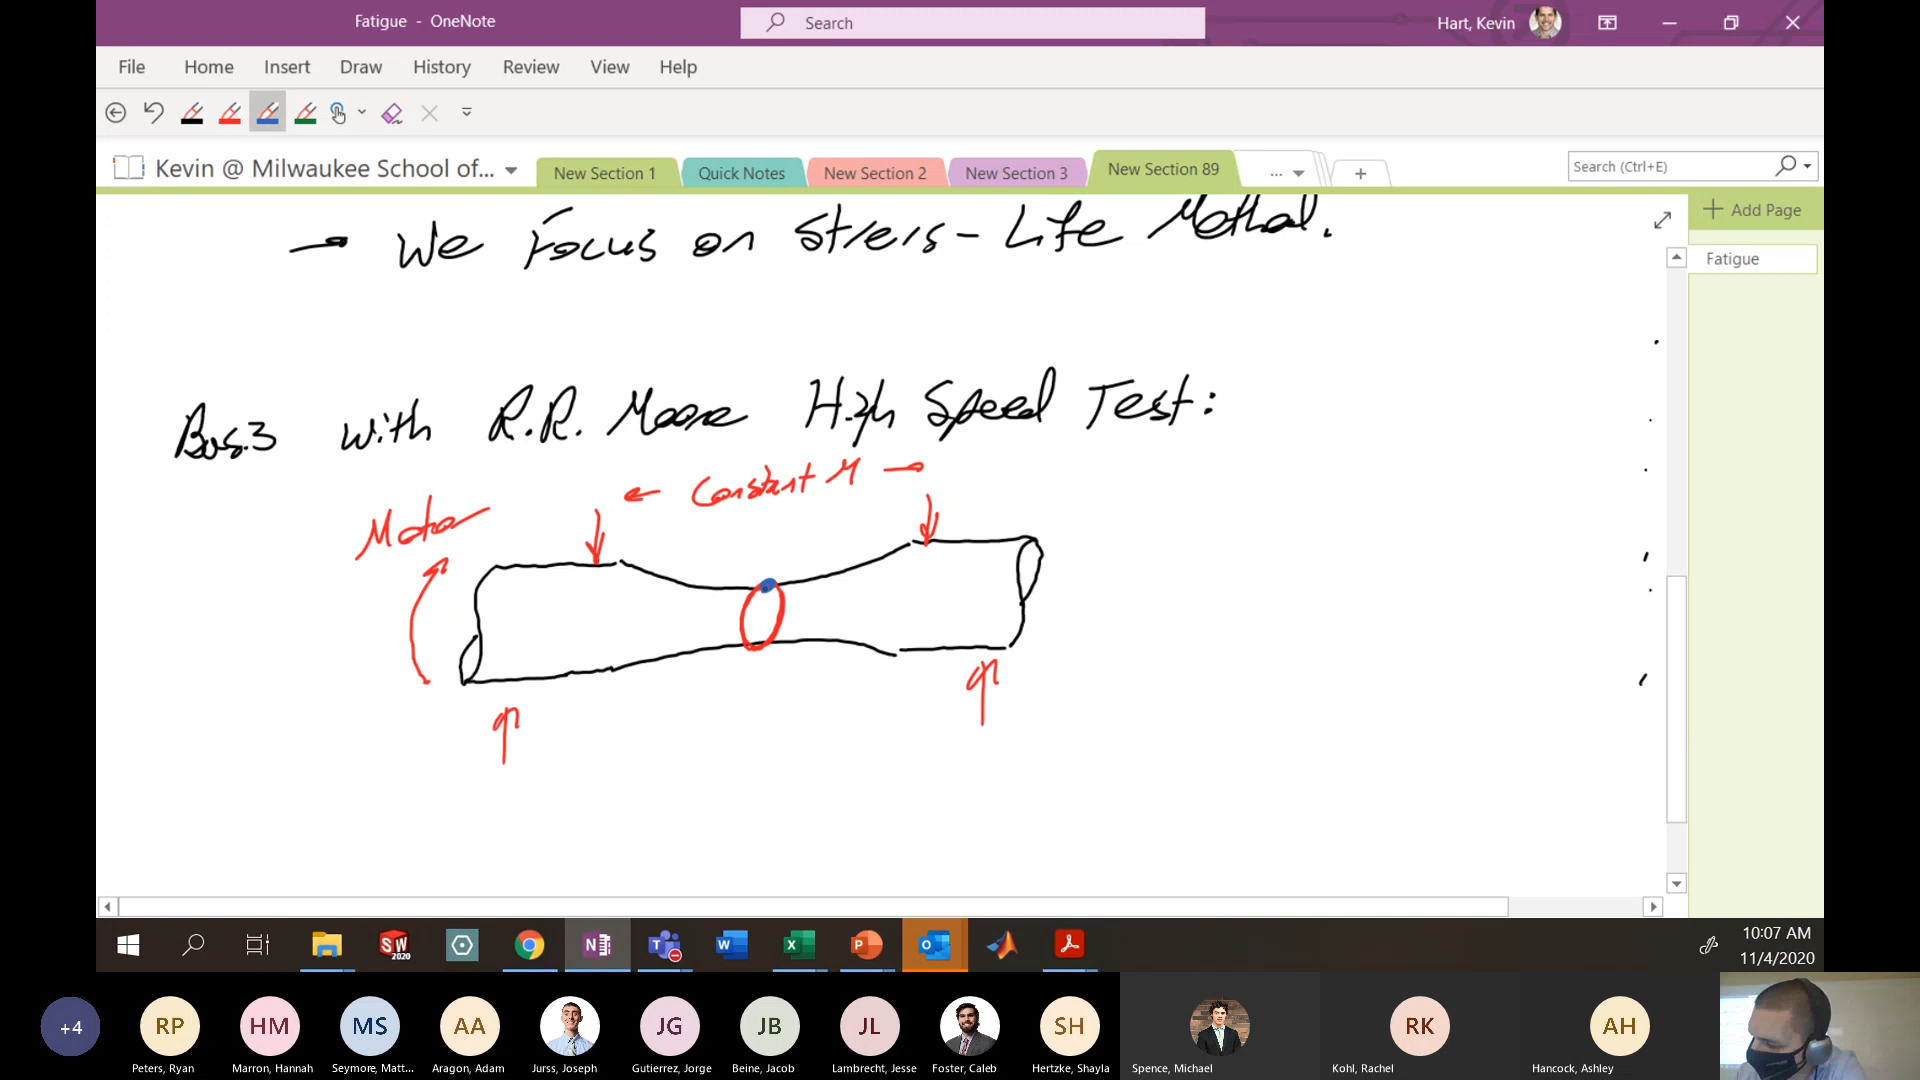 Fatigue - OneNote
Search
Hart, Kevin
File Home Insert Draw History Review View Help
Kevin @ Milwaukee School of...
New Section 1 Quick Notes New Section 2 New Section 3 New Section 89 ...
Search (Ctrl+E)
Add Page
Fatigue
→ We Focus on Stress-Life Method.
with R.R. Moore High Speed Test:
← Constant M →
Motor
SW
2020
N
T
W
X
P
O
10:07 AM
11/4/2020
+4 RP HM MS AA JG JB JL SH RK AH
Peters, Ryan Marron, Hannah Seymore, Matt... Aragon, Adam Jurss, Joseph Gutierrez, Jorge Beine, Jacob Lambrecht, Jesse Foster, Caleb Hertzke, Shayla Spence, Michael Kohl, Rachel Hancock, Ashley